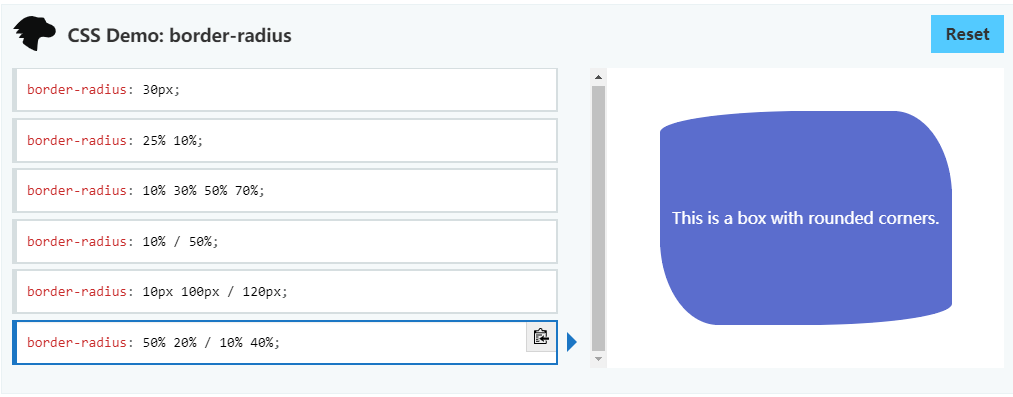 CSS Demo: border-radius
Reset
border-radius: 30px;
border-radius: 25% 10%;
border-radius: 10% 30% 50% 70%;
border-radius: 10% / 50%;
border-radius: 10px 100px / 120px;
border-radius: 50% 20% / 10% 40%;
This is a box with rounded corners.